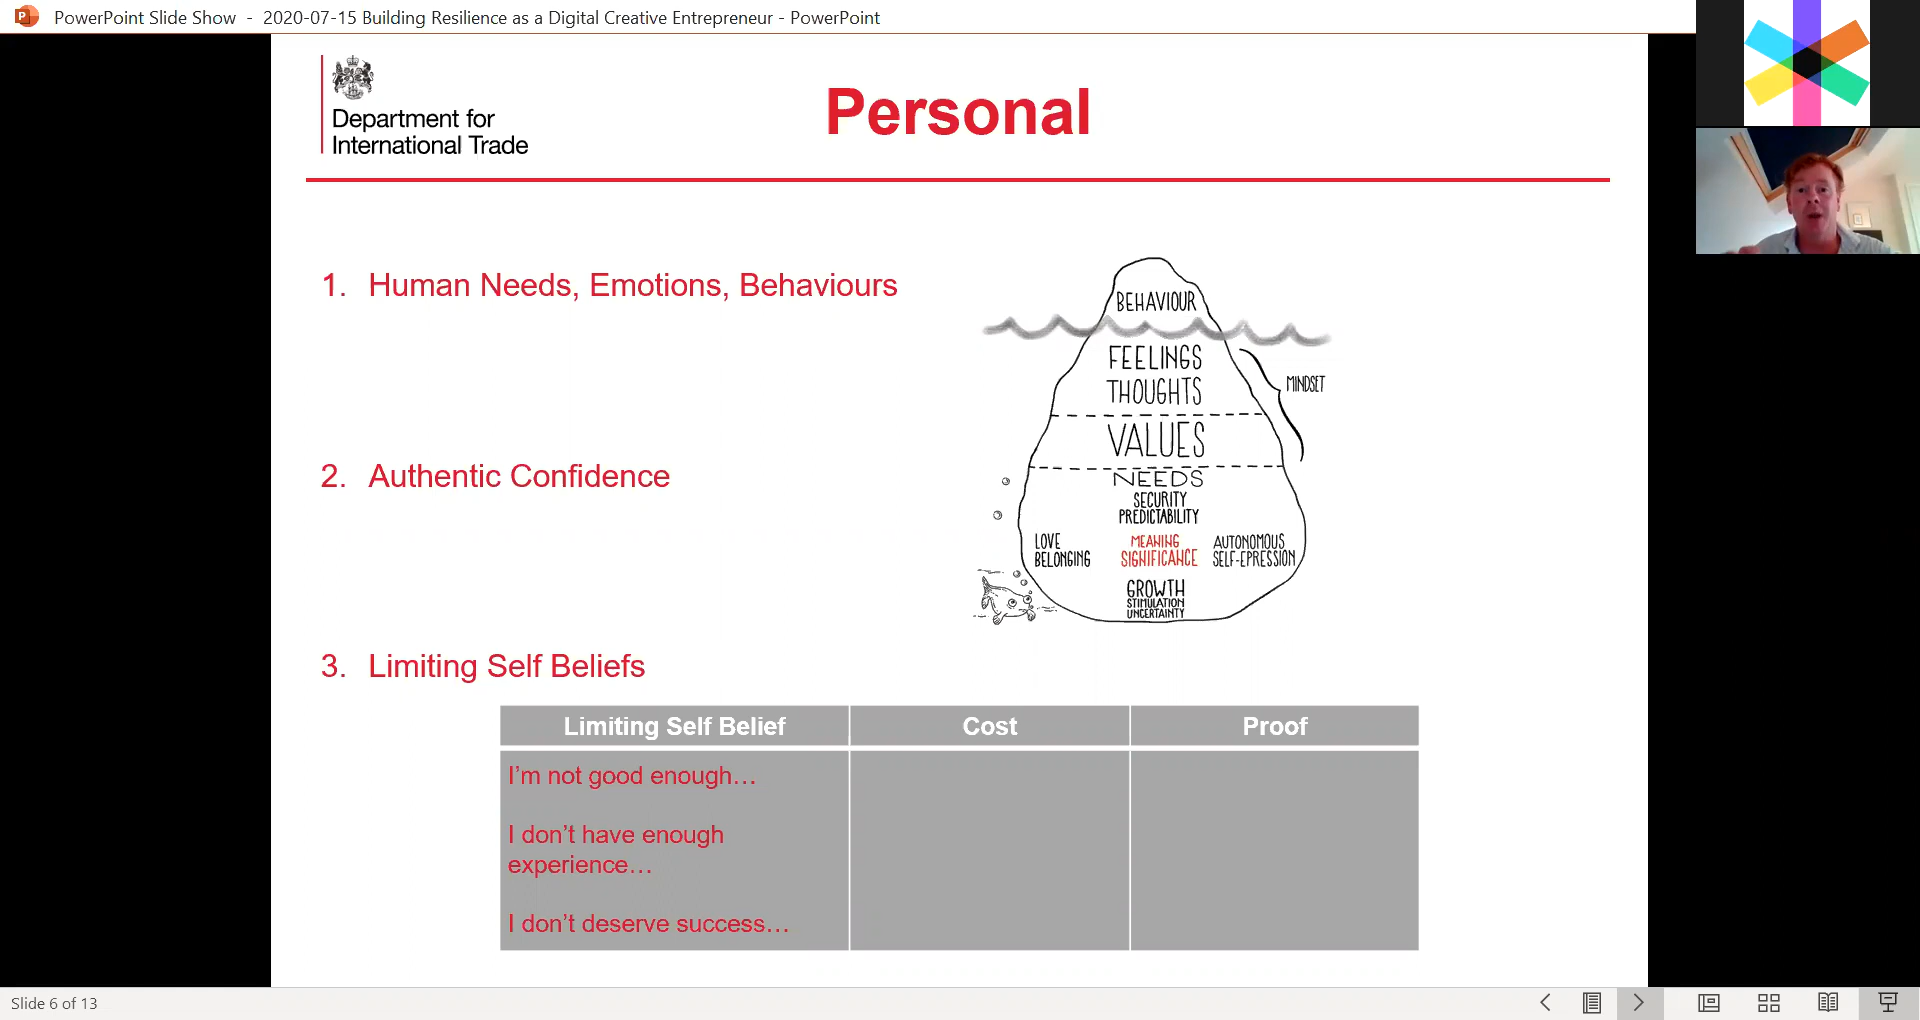 PowerPoint Slide Show - 2020-07-15 Building Resilience as a Digital Creative Entrepreneur - PowerPoint
Department for
International Trade
Personal
1. Human Needs, Emotions, Behaviours
2. Authentic Confidence
3. Limiting Self Beliefs
BEHAVIOUR
FEELINGS
THOUGHTS
MINDSET
VALUES
NEEDS
SECURITY
PREDICTABILITY
LOVE
BELONGING
MEANING
SIGNIFICANCE
AUTONOMOUS
SELF-EPRESSION
GROWTH
STIMULATION
UNCERTAINTY
Limiting Self Belief Cost Proof
I'm not good enough…
I don't have enough
experience…
I don't deserve success…
Slide 6 of 13